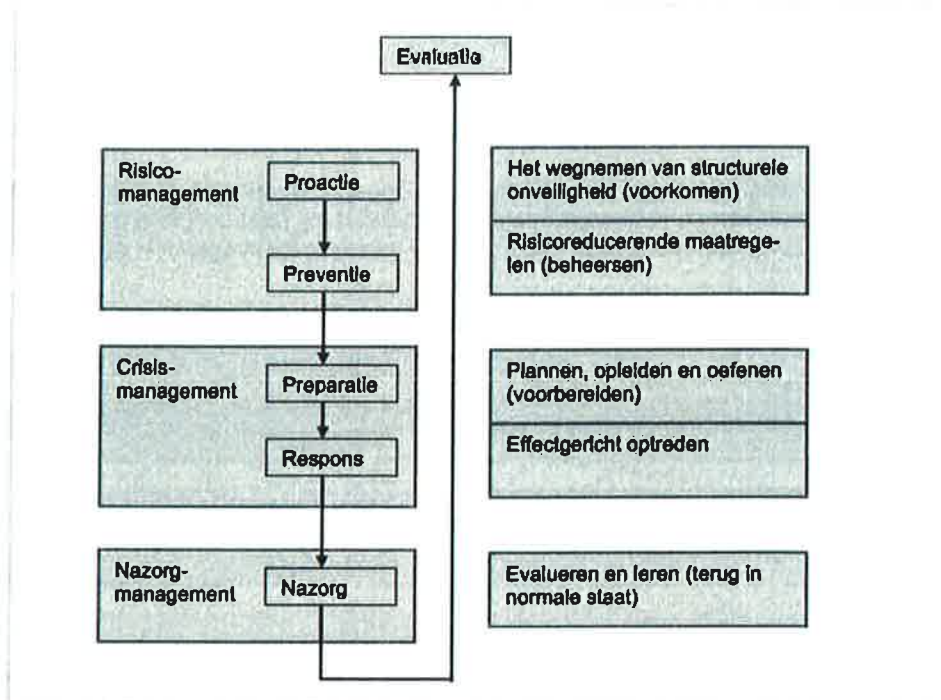 Evaluatie
Risico-
management
Proactie
Preventie
Het wegnemen van structurele
onveiligheid (voorkomen)
Risicoreducerende maatrege-
len (beheersen)
Crisis-
management
Preparatie
Respons
Plannen, opleiden en oefenen
(voorbereiden)
Effectgericht optreden
Nazorg-
management
Nazorg
Evalueren en leren (terug in
normale staat)